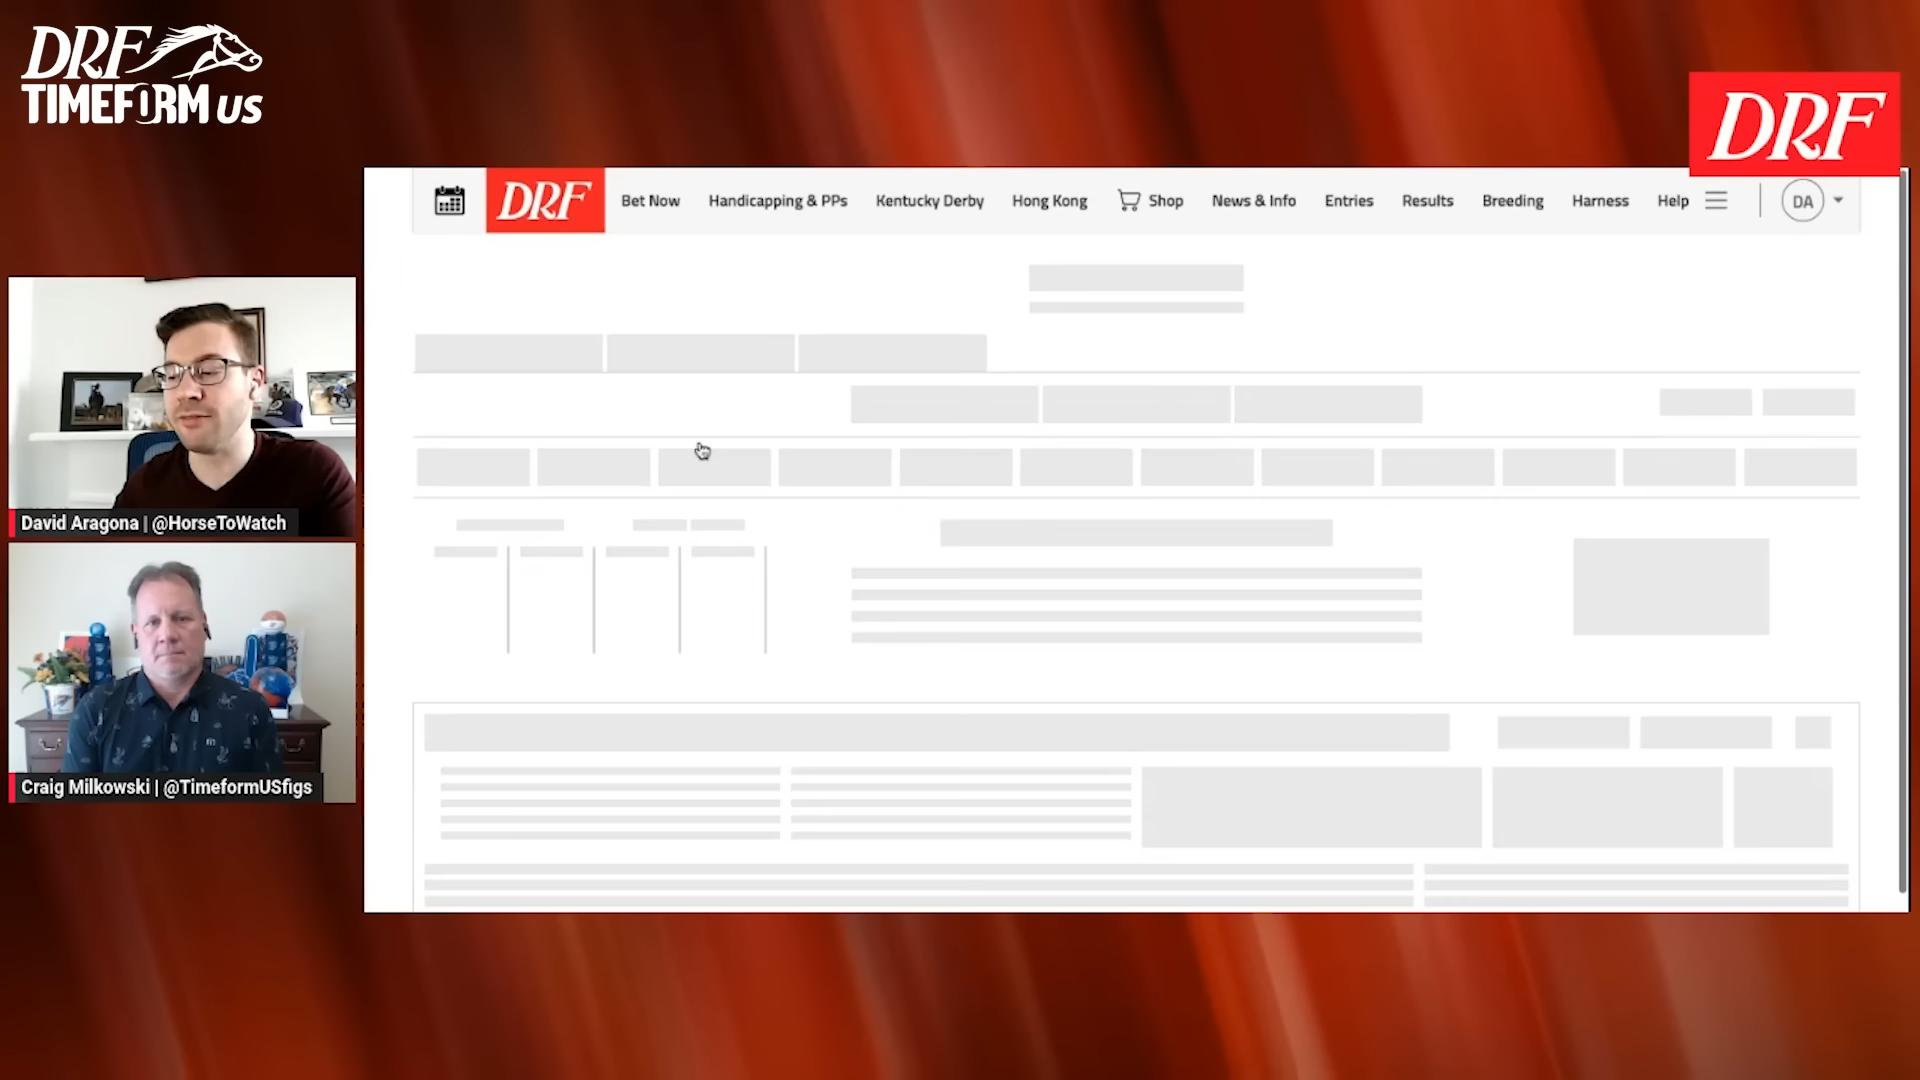 DRF
TIMEFORM US
DRF
DRF Bet Now Handicapping & PPs Kentucky Derby Hong Kong Shop News & Info Entries Results Breeding Harness Help DA
David Aragona | @HorseToWatch
Craig Milkowski | @TimeformUSfigs